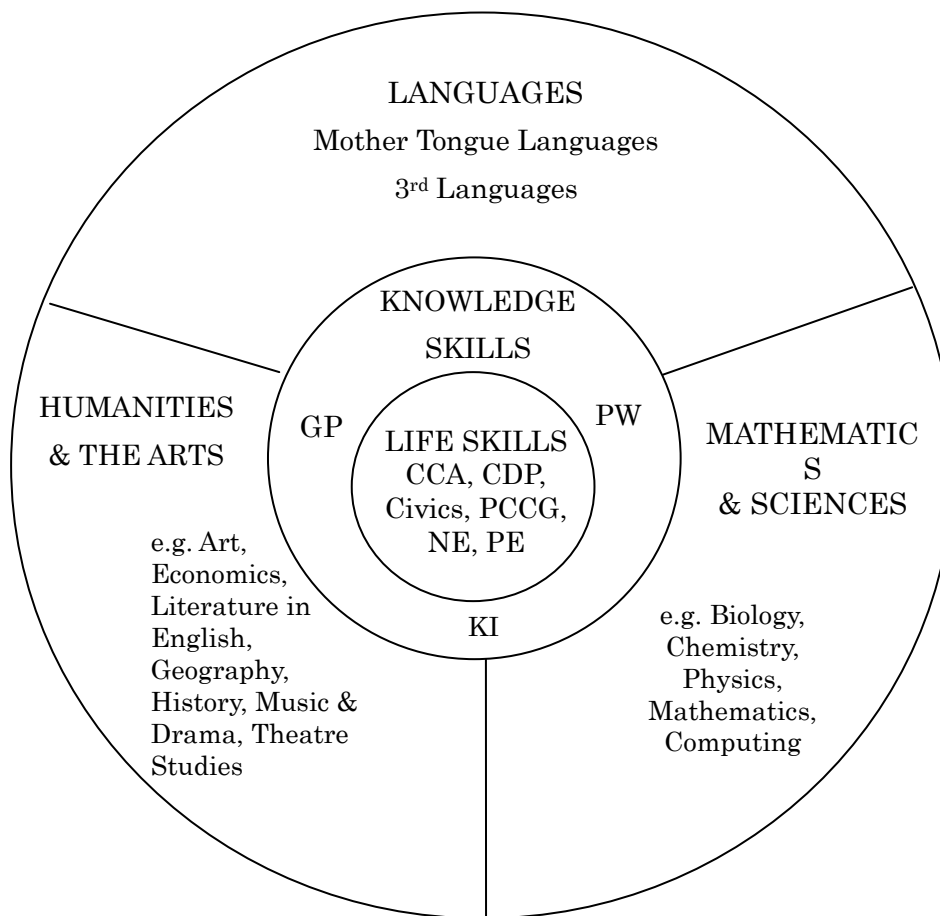 LANGUAGES
Mother Tongue Languages
3rd Languages
KNOWLEDGE
SKILLS
GP
PW
LIFE SKILLS
CCA, CDP,
Civics, PCCG,
NE, PE
KI
HUMANITIES
& THE ARTS
e.g. Art,
Economics,
Literature in
English,
Geography,
History, Music &
Drama, Theatre
Studies
MATHEMATIC
S
& SCIENCES
e.g. Biology,
Chemistry,
Physics,
Mathematics,
Computing